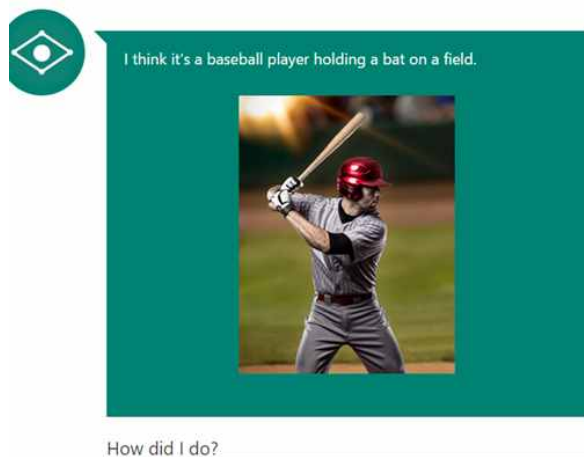 I think it's a baseball player holding a bat on a field.
How did I do?